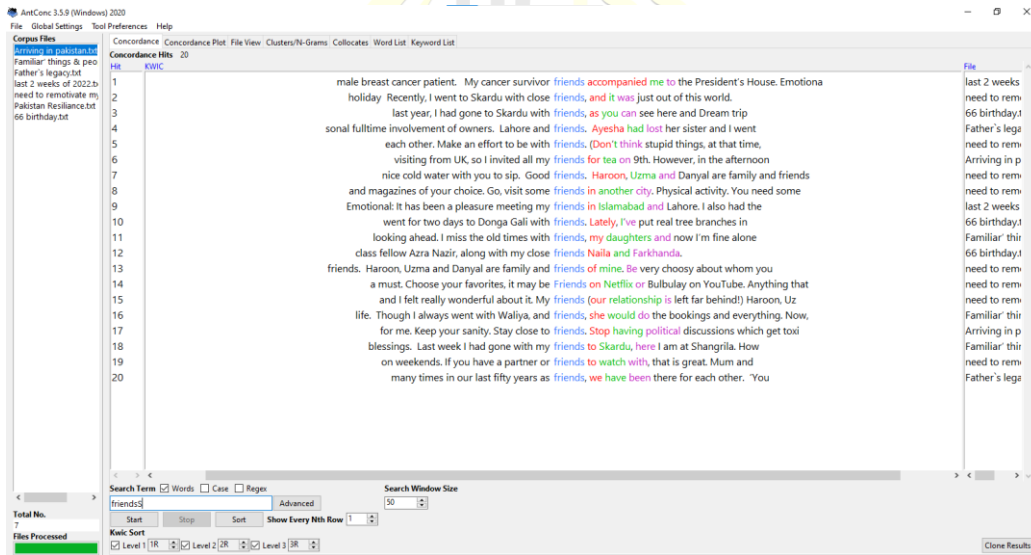 AntConc 3.5.9 (Windows) 2020
File Global Settings Tool Preferences Help
Corpus Files
Arriving in pakistan.txt
Familiar' things & peo
Father's legacy.txt
last 2 weeks of 2022.tx
need to remotivate my
Pakistan Resiliance.txt
66 birthday.txt
Concordance Concordance Plot File View Clusters/N-Grams Collocates Word List Keyword List
Concordance Hits 20
Hit KWIC File
1 male breast cancer patient. My cancer survivor friends accompanied me to the President's House. Emotiona last 2 weeks
2 holiday Recently, I went to Skardu with close friends, and it was just out of this world. need to rem
3 last year, I had gone to Skardu with friends, as you can see here and Dream trip 66 birthday.t
4 sonal fulltime involvement of owners. Lahore and friends. Ayesha had lost her sister and I went Father's lega
5 each other. Make an effort to be with friends. (Don't think stupid things, at that time, need to rem
6 visiting from UK, so I invited all my friends for tea on 9th. However, in the afternoon Arriving in p
7 nice cold water with you to sip. Good friends. Haroon, Uzma and Danyal are family and friends need to rem
8 and magazines of your choice. Go, visit some friends in another city. Physical activity. You need some need to rem
9 Emotional: It has been a pleasure meeting my friends in Islamabad and Lahore. I also had the last 2 weeks
10 went for two days to Donga Gali with friends. Lately, I've put real tree branches in 66 birthday.t
11 looking ahead. I miss the old times with friends, my daughters and now I'm fine alone Familiar' thin
12 class fellow Azra Nazir, along with my close friends Naila and Farkhanda. 66 birthday.t
13 friends. Haroon, Uzma and Danyal are family and friends of mine. Be very choosy about whom you need to rem
14 a must. Choose your favorites, it may be Friends on Netflix or Bulbulay on YouTube. Anything that need to rem
15 and I felt really wonderful about it. My friends (our relationship is left far behind!) Haroon, Uz need to rem
16 life. Though I always went with Waliya, and friends, she would do the bookings and everything. Now, Familiar' thin
17 for me. Keep your sanity. Stay close to friends. Stop having political discussions which get toxi Arriving in p
18 blessings. Last week I had gone with my friends to Skardu, here I am at Shangrila. How Familiar' thin
19 on weekends. If you have a partner or friends to watch with, that is great. Mum and need to rem
20 many times in our last fifty years as friends, we have been there for each other. "You Father's lega
Search Term Words Case Regex Search Window Size
friendsS Advanced 50
Total No.
7
Start Stop Sort Show Every Nth Row 1
Files Processed
Kwic Sort
Level 1 1R Level 2 2R Level 3 3R Clone Results